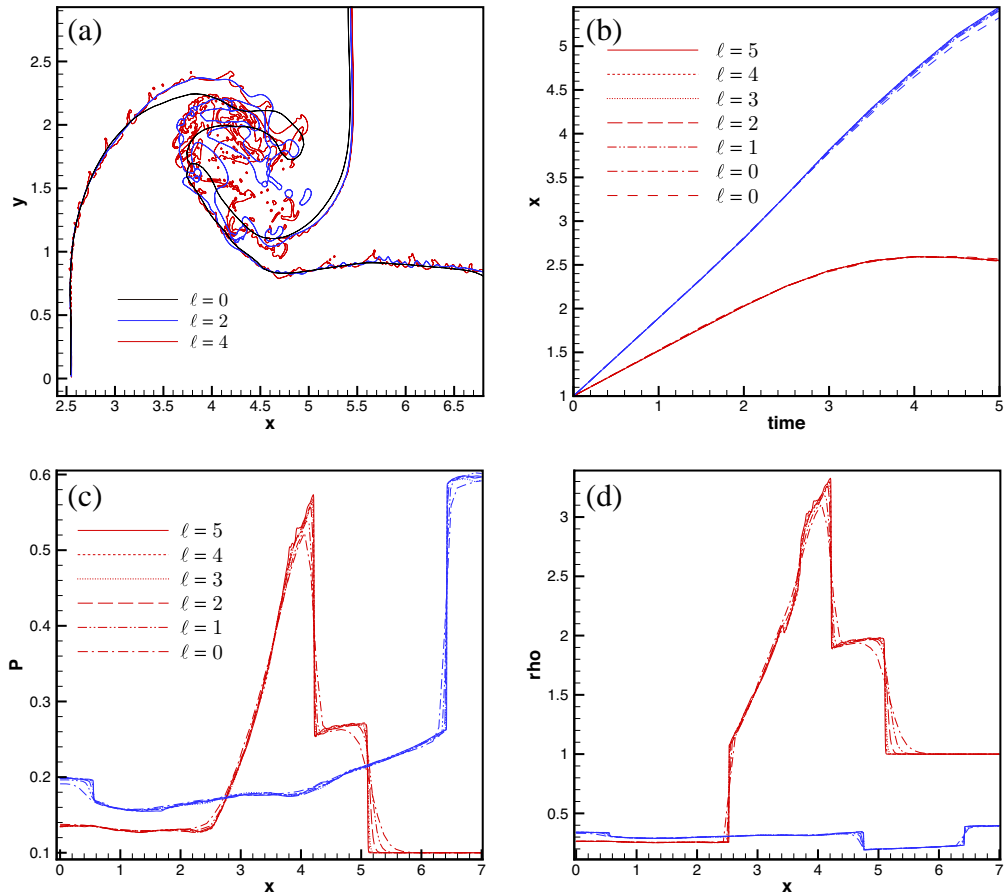 (a)
2.5
2
1.5
1
0.5
0
y
ℓ = 0
ℓ = 2
ℓ = 4
2.5 3 3.5 4 4.5 5 5.5 6 6.5
x
(b)
5
4.5
4
3.5
3
2.5
2
1.5
1
x
ℓ = 5
ℓ = 4
ℓ = 3
ℓ = 2
ℓ = 1
ℓ = 0
ℓ = 0
0 1 2 3 4 5
time
(c)
0.6
0.5
0.4
0.3
0.2
0.1
P
ℓ = 5
ℓ = 4
ℓ = 3
ℓ = 2
ℓ = 1
ℓ = 0
0 1 2 3 4 5 6 7
x
(d)
3
2.5
2
1.5
1
0.5
rho
0 1 2 3 4 5 6 7
x